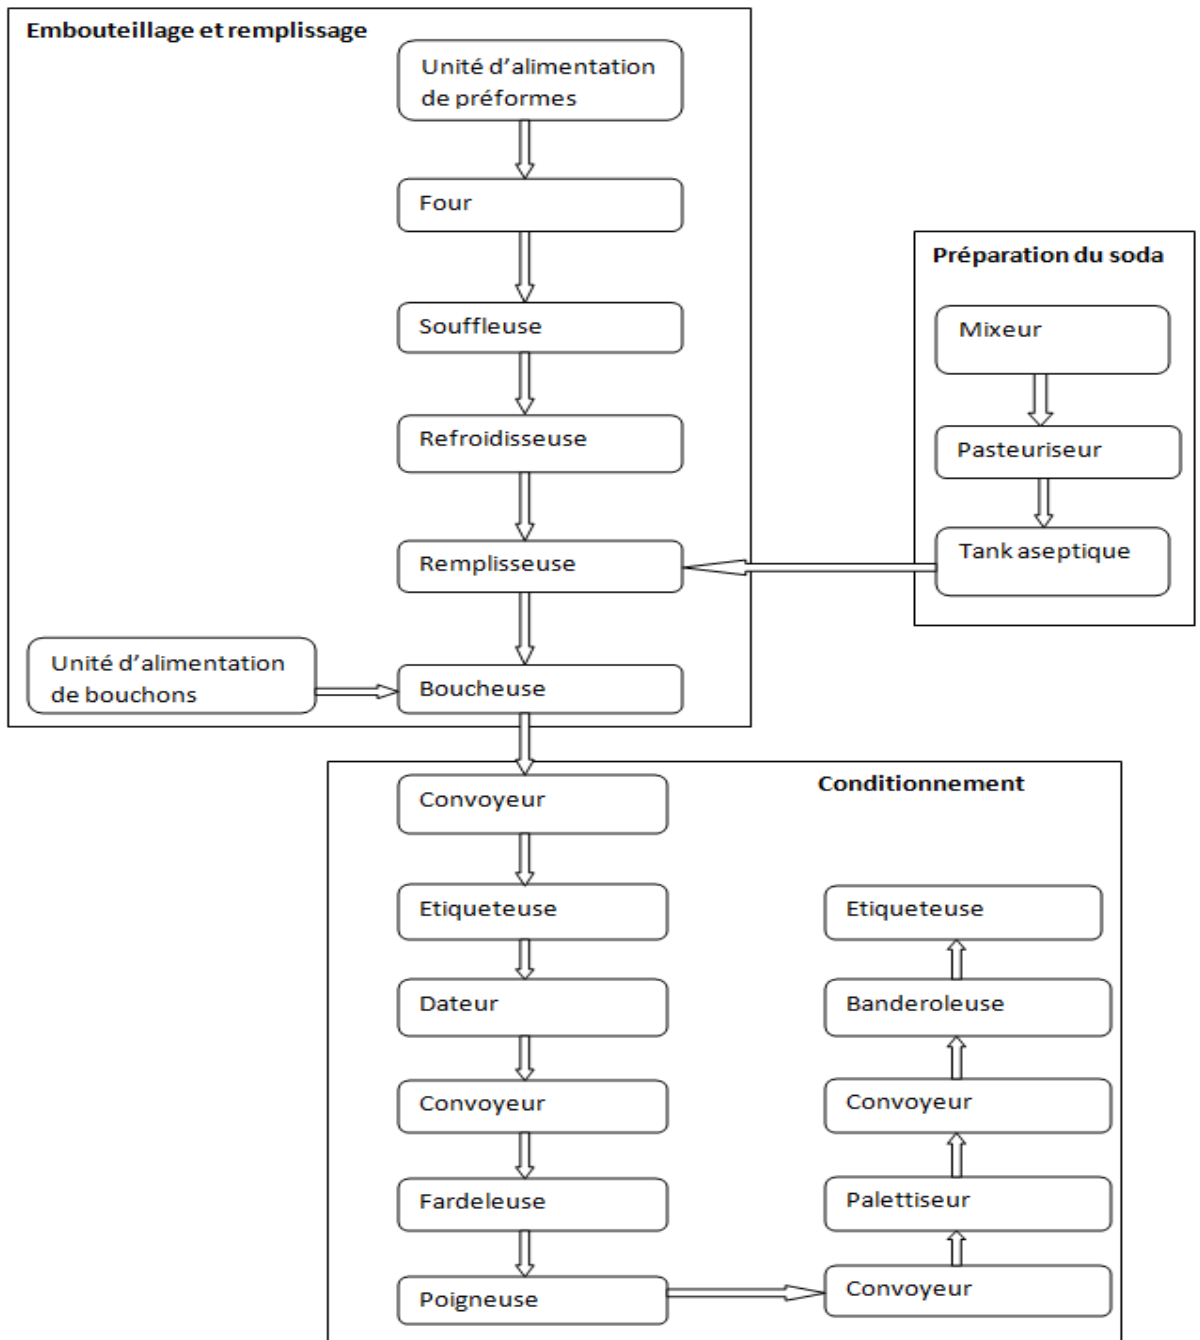 Embouteillage et remplissage
Unité d’alimentation
de préformes
Four
Souffleuse
Refroidisseuse
Remplisseuse
Unité d’alimentation
de bouchons
Boucheuse
Préparation du soda
Mixeur
Pasteuriseur
Tank aseptique
Conditionnement
Convoyeur
Etiqueteuse
Dateur
Convoyeur
Fardeleuse
Poigneuse
Convoyeur
Palettiseur
Convoyeur
Banderoleuse
Etiqueteuse